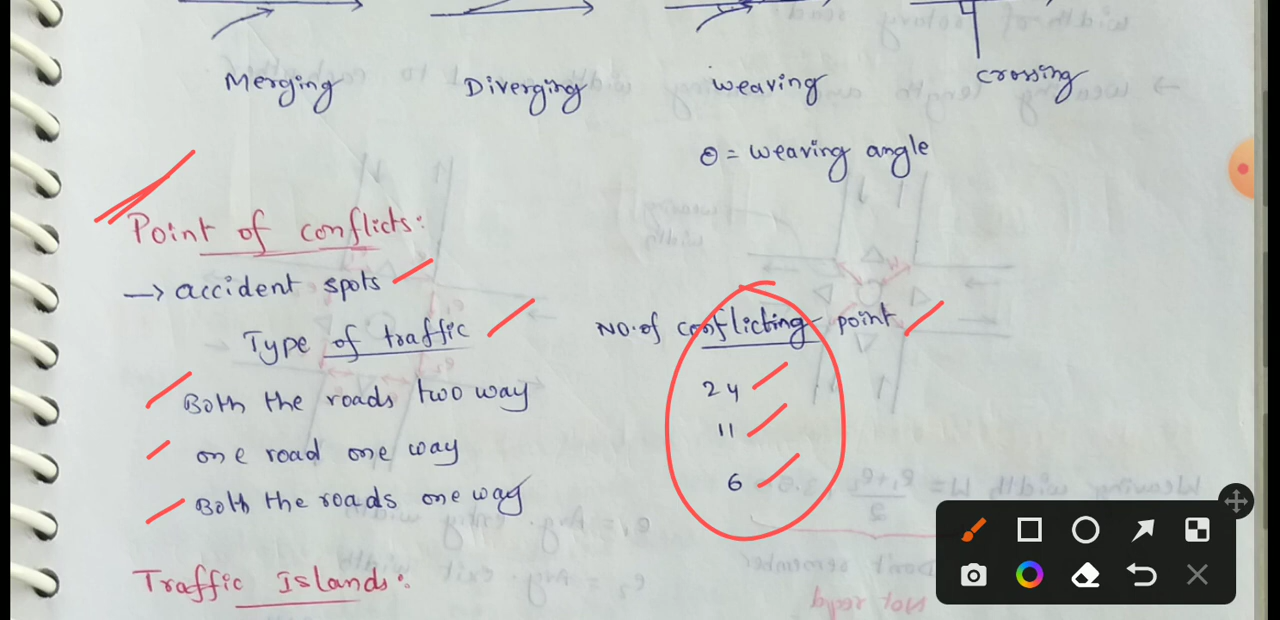 Merging Diverging weaving crossing
θ = weaving angle
Point of conflicts:
→ accident spots
Type of traffic No. of conflicting point
Both the roads two way 24
one road one way 11
Both the roads one way 6
Traffic Islands: